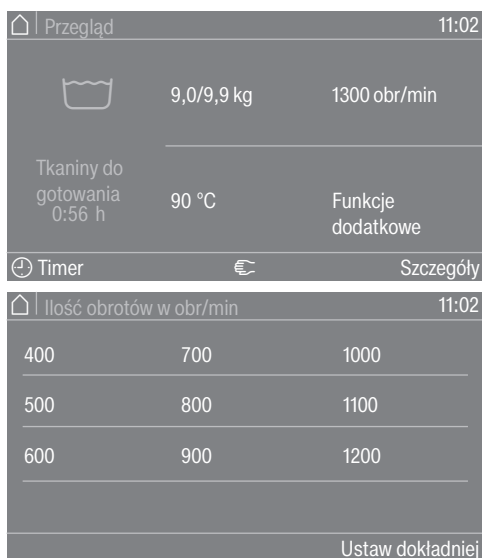 Przegląd 11:02
9,0/9,9 kg 1300 obr/min
Tkaniny do
gotowania
0:56 h
90 °C Funkcje
dodatkowe
Timer Szczegóły
Ilość obrotów w obr/min 11:02
400 700 1000
500 800 1100
600 900 1200
Ustaw dokładniej